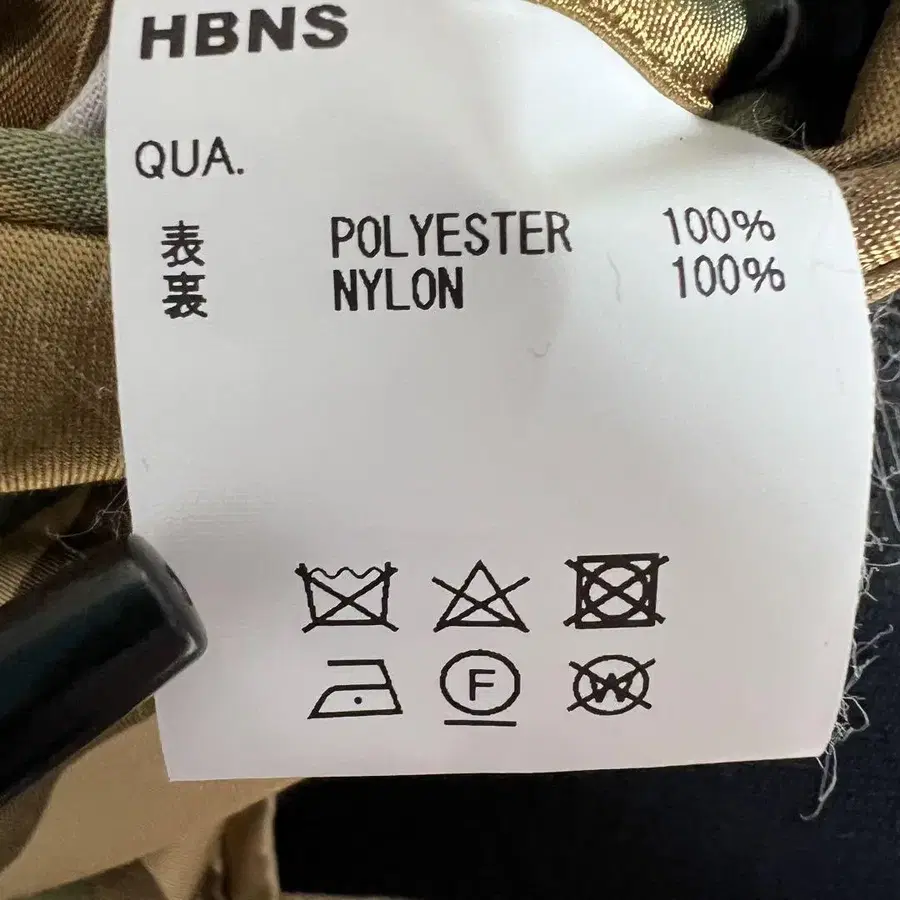 HBNS
QUA.
表 POLYESTER 100%
裏 NYLON 100%
F
W